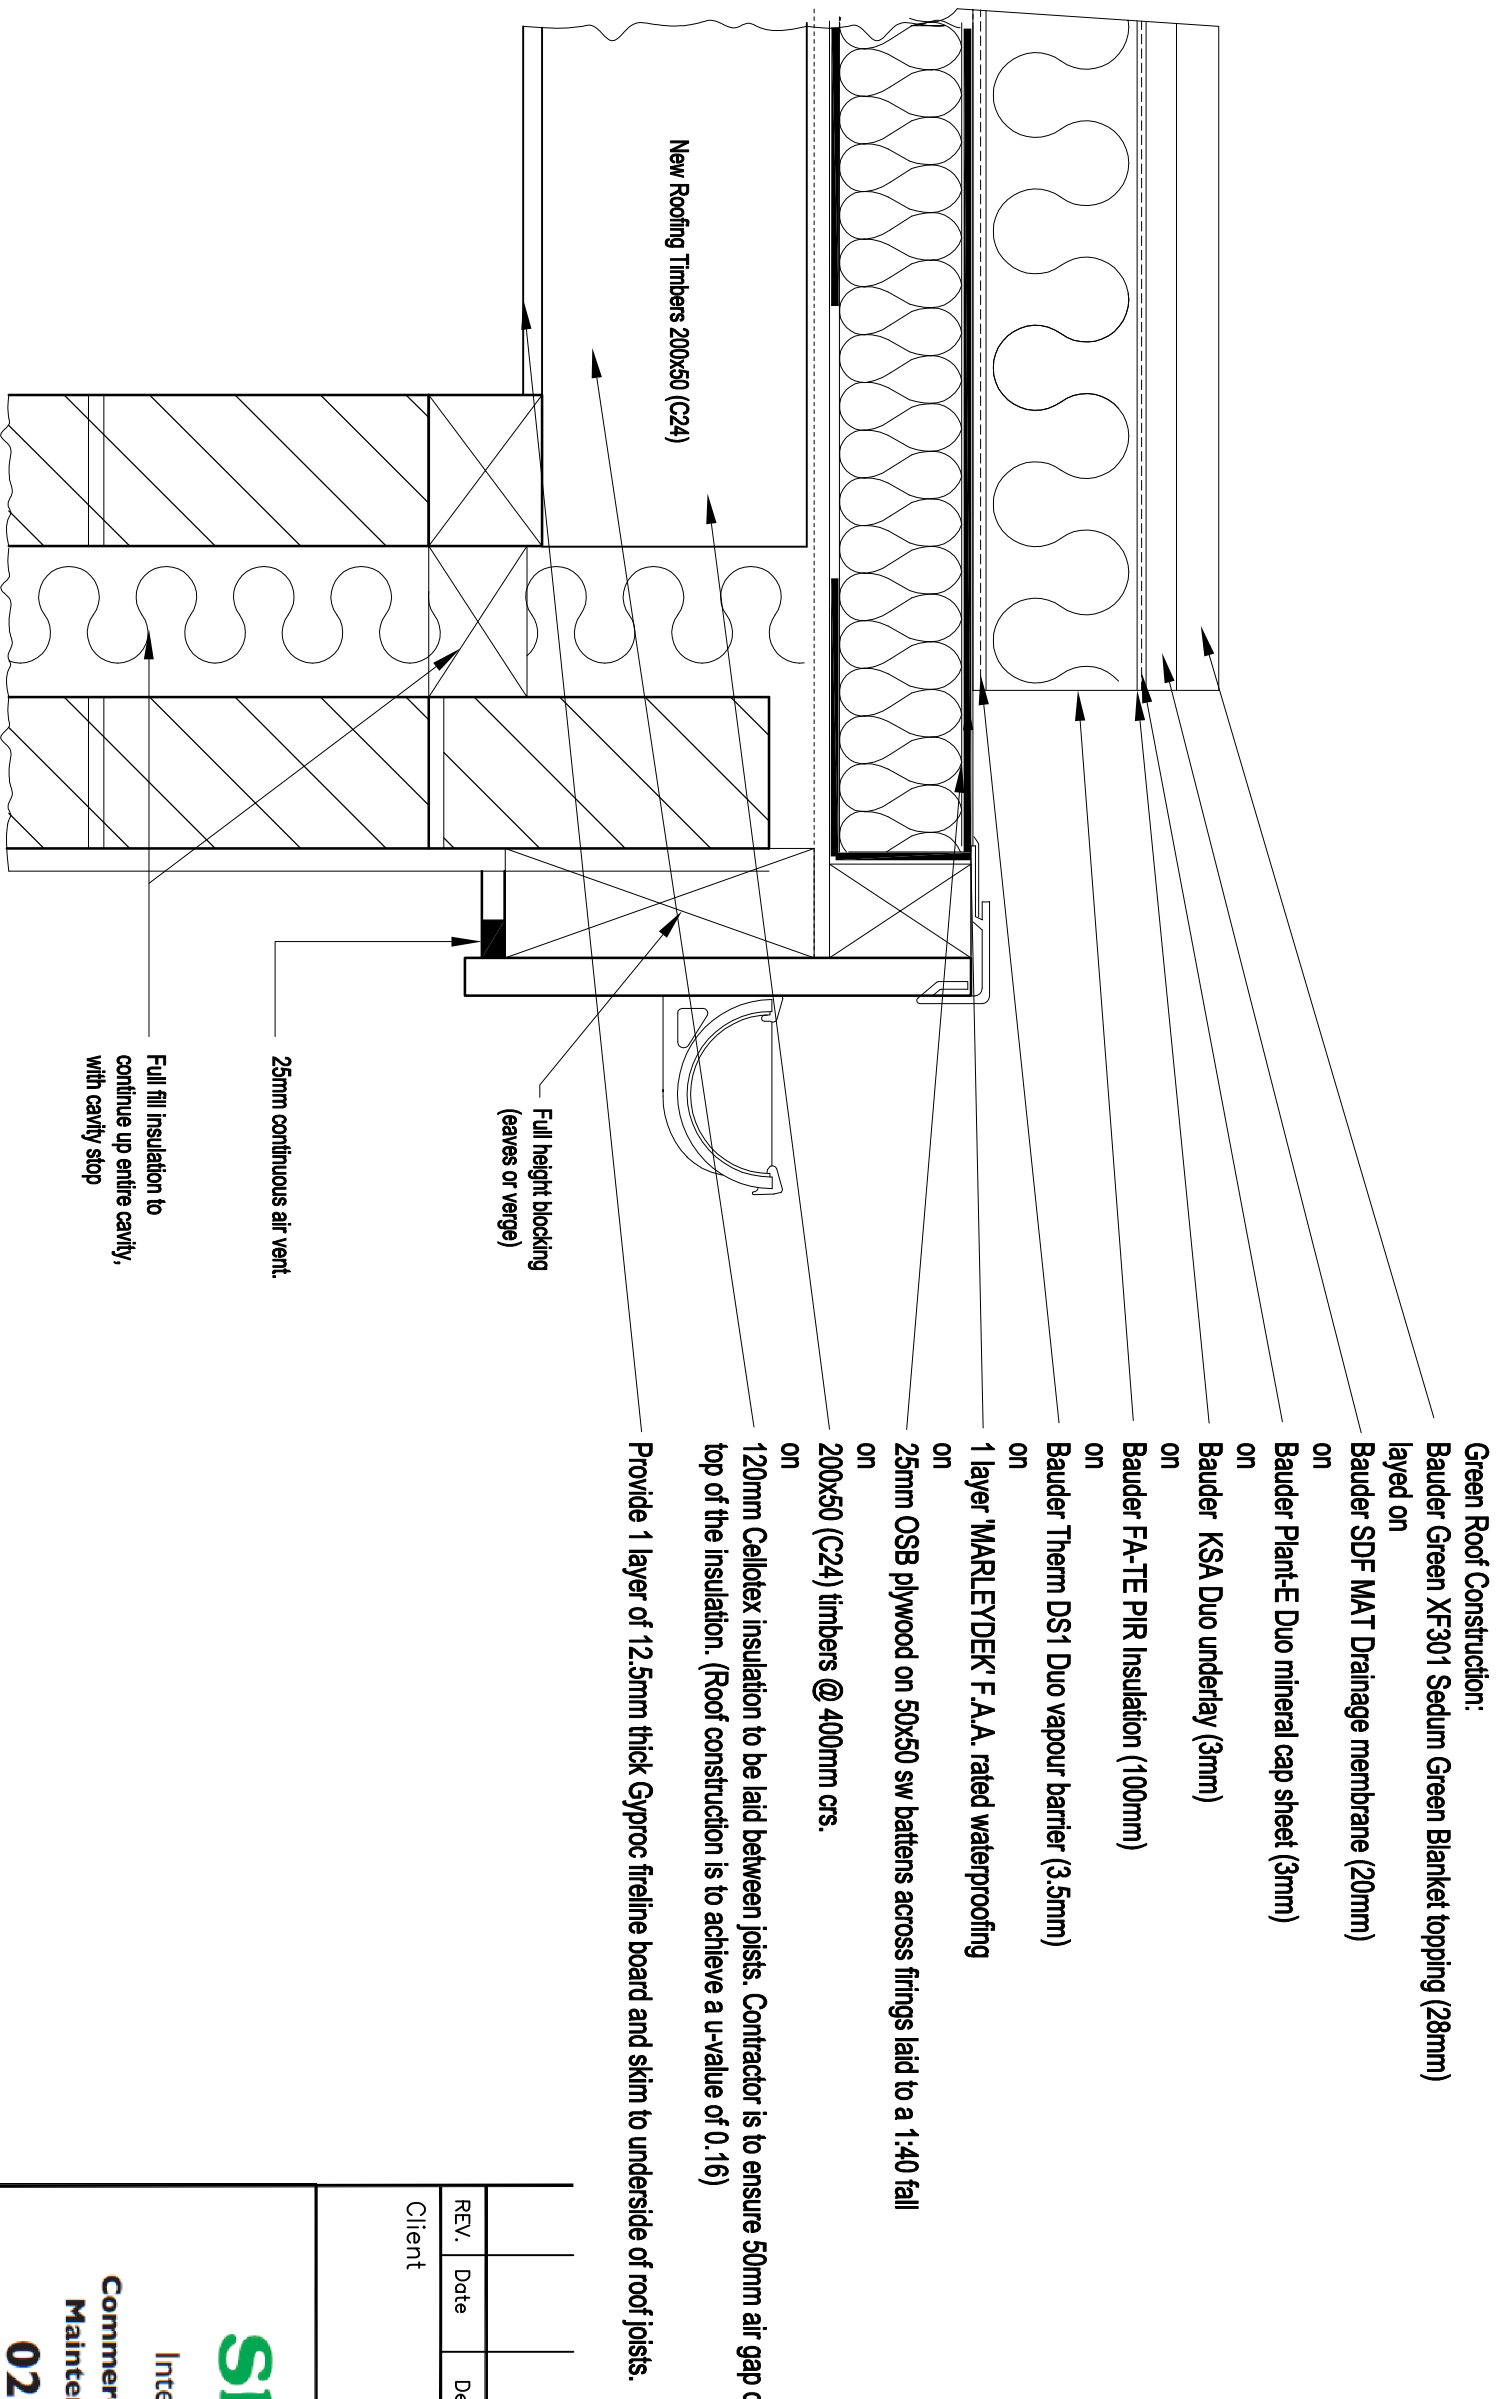 Green Roof Construction:
Bauder Green XF301 Sedum Green Blanket topping (28mm)
layed on
Bauder SDF MAT Drainage membrane (20mm)
on
Bauder Plant-E Duo mineral cap sheet (3mm)
on
Bauder KSA Duo underlay (3mm)
on
Bauder FA-TE PIR Insulation (100mm)
on
Bauder Therm DS1 Duo vapour barrier (3.5mm)
on
1 layer 'MARLEYDEK' F.A.A. rated waterproofing
on
25mm OSB plywood on 50x50 sw battens across firings laid to a 1:40 fall
on
200x50 (C24) timbers @ 400mm crs.
on
120mm Cellotex insulation to be laid between joists. Contractor is to ensure 50mm air gap
top of the insulation. (Roof construction is to achieve a u-value of 0.16)
Provide 1 layer of 12.5mm thick Gyproc fireline board and skim to underside of roof joists.
New Roofing Timbers 200x50 (C24)
Full height blocking
(eaves or verge)
25mm continuous air vent.
Full fill insulation to
continue up entire cavity,
with cavity stop
REV. Date
Client